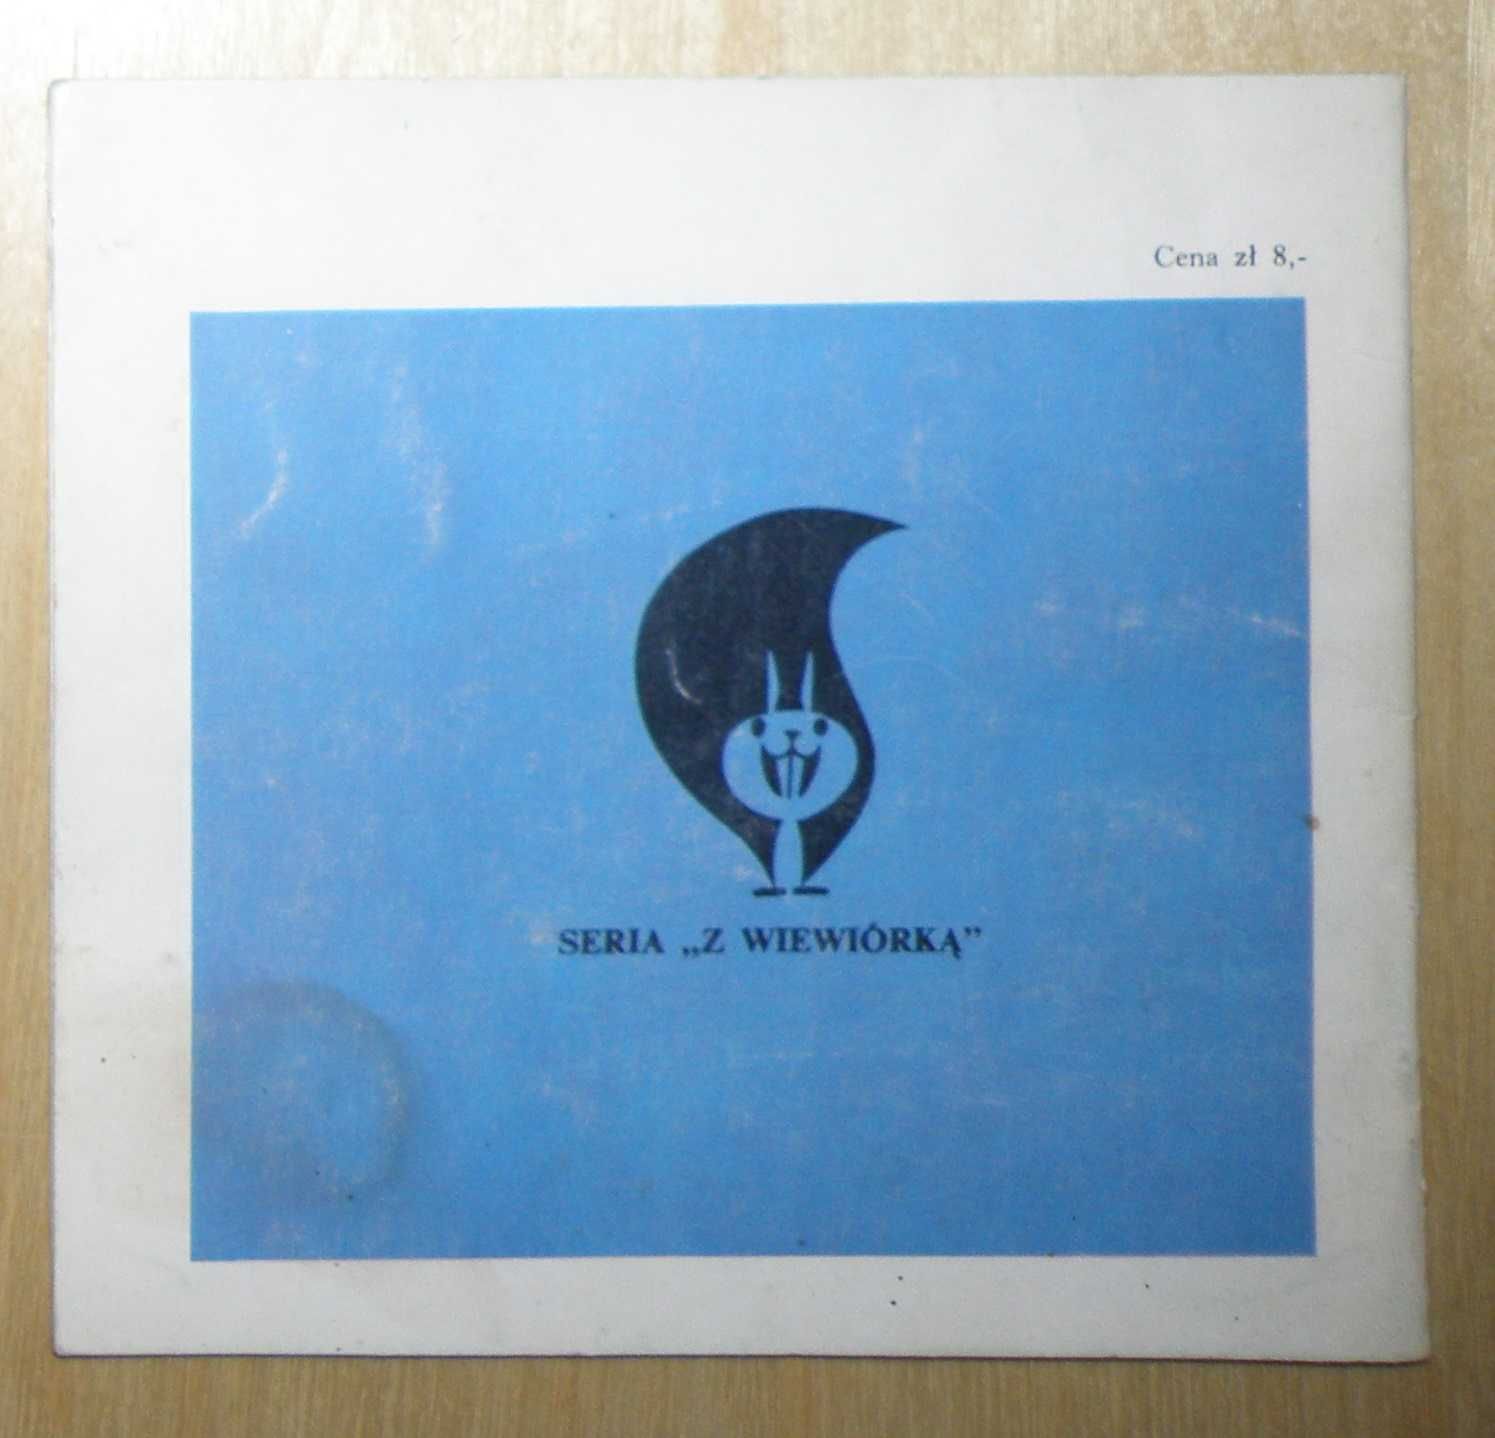 Cena zł 8,-
SERIA „Z WIEWIÓRKĄ”